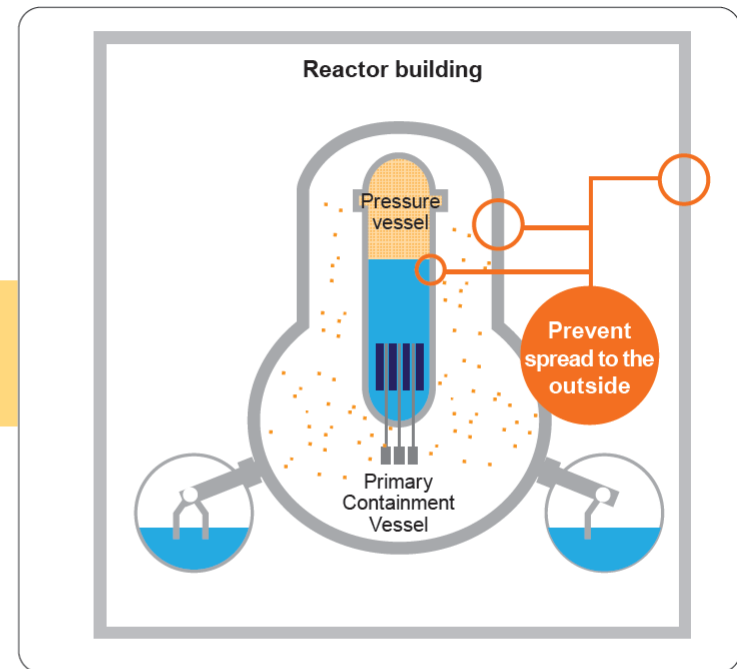 Reactor building
Pressure
vessel
Prevent
spread to the
outside
Primary
Containment
Vessel